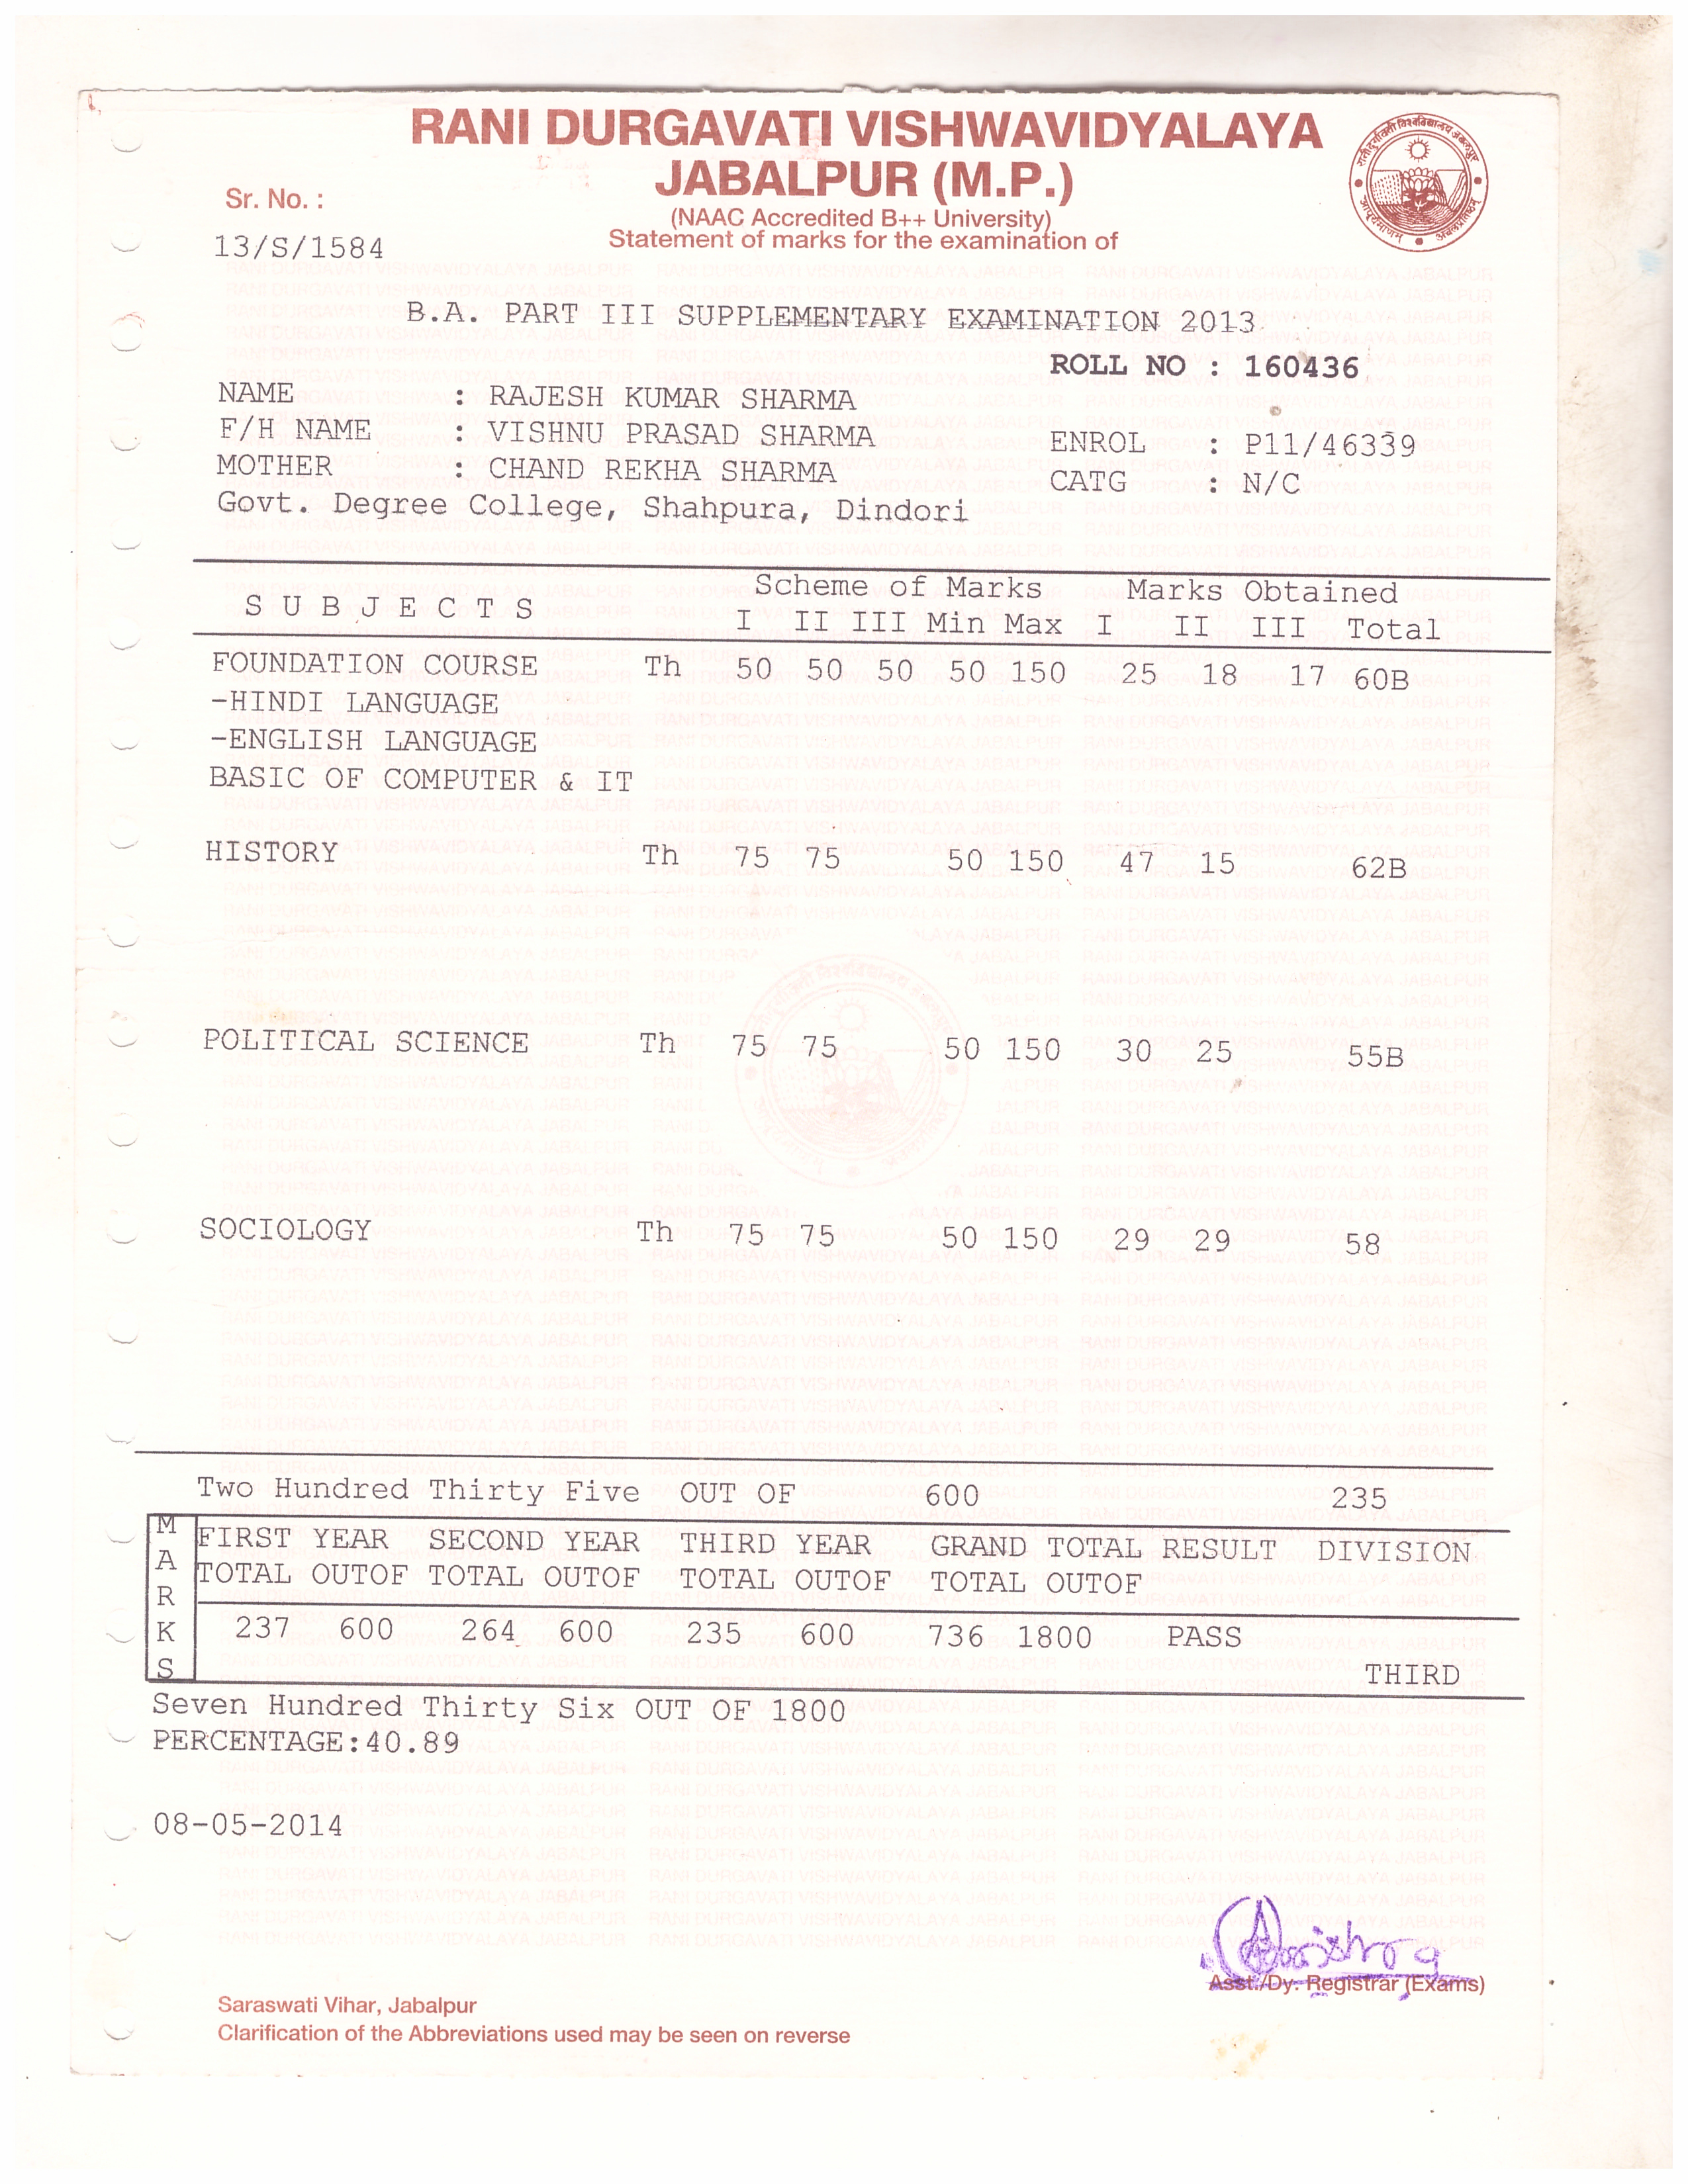 RANI DURGAVATI VISHWAVIDYALAYA
JABALPUR (M.P.)
(NAAC Accredited B++ University)
Statement of marks for the examination of
Sr. No. :
13/S/1584
B.A. PART III SUPPLEMENTARY EXAMINATION 2013
ROLL NO : 160436
NAME : RAJESH KUMAR SHARMA
F/H NAME : VISHNU PRASAD SHARMA ENROL : P11/46339
MOTHER : CHAND REKHA SHARMA CATG : N/C
Govt. Degree College, Shahpura, Dindori
Scheme of Marks Marks Obtained
S U B J E C T S I II III Min Max I II III Total
FOUNDATION COURSE Th 50 50 50 50 150 25 18 17 60B
-HINDI LANGUAGE
-ENGLISH LANGUAGE
BASIC OF COMPUTER & IT
HISTORY Th 75 75 50 150 47 15 62B
POLITICAL SCIENCE Th 75 75 50 150 30 25 55B
SOCIOLOGY Th 75 75 50 150 29 29 58
Two Hundred Thirty Five OUT OF 600 235
MARKS
FIRST YEAR SECOND YEAR THIRD YEAR GRAND TOTAL RESULT DIVISION
TOTAL OUTOF TOTAL OUTOF TOTAL OUTOF TOTAL OUTOF
237 600 264 600 235 600 736 1800 PASS
THIRD
Seven Hundred Thirty Six OUT OF 1800
PERCENTAGE:40.89
08-05-2014
Asst./Dy. Registrar (Exams)
Saraswati Vihar, Jabalpur
Clarification of the Abbreviations used may be seen on reverse